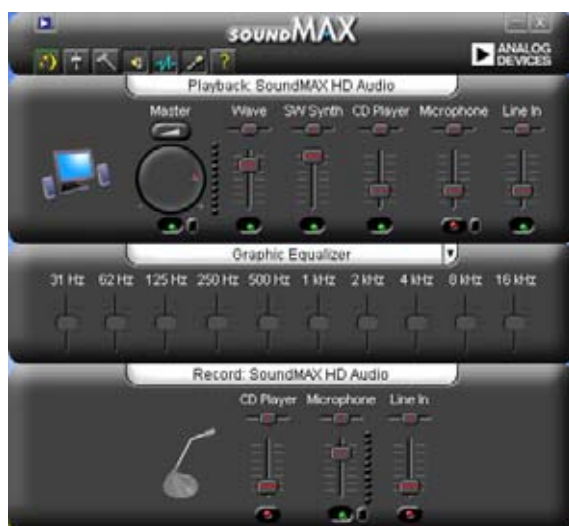 SOUNDMAX
ANALOG DEVICES
?
Playback: SoundMAX HD Audio
Master Wave SW Synth CD Player Microphone Line In
Graphic Equalizer
31 Hz 62 Hz 125 Hz 250 Hz 500 Hz 1 kHz 2 kHz 4 kHz 8 kHz 16 kHz
Record: SoundMAX HD Audio
CD Player Microphone Line In